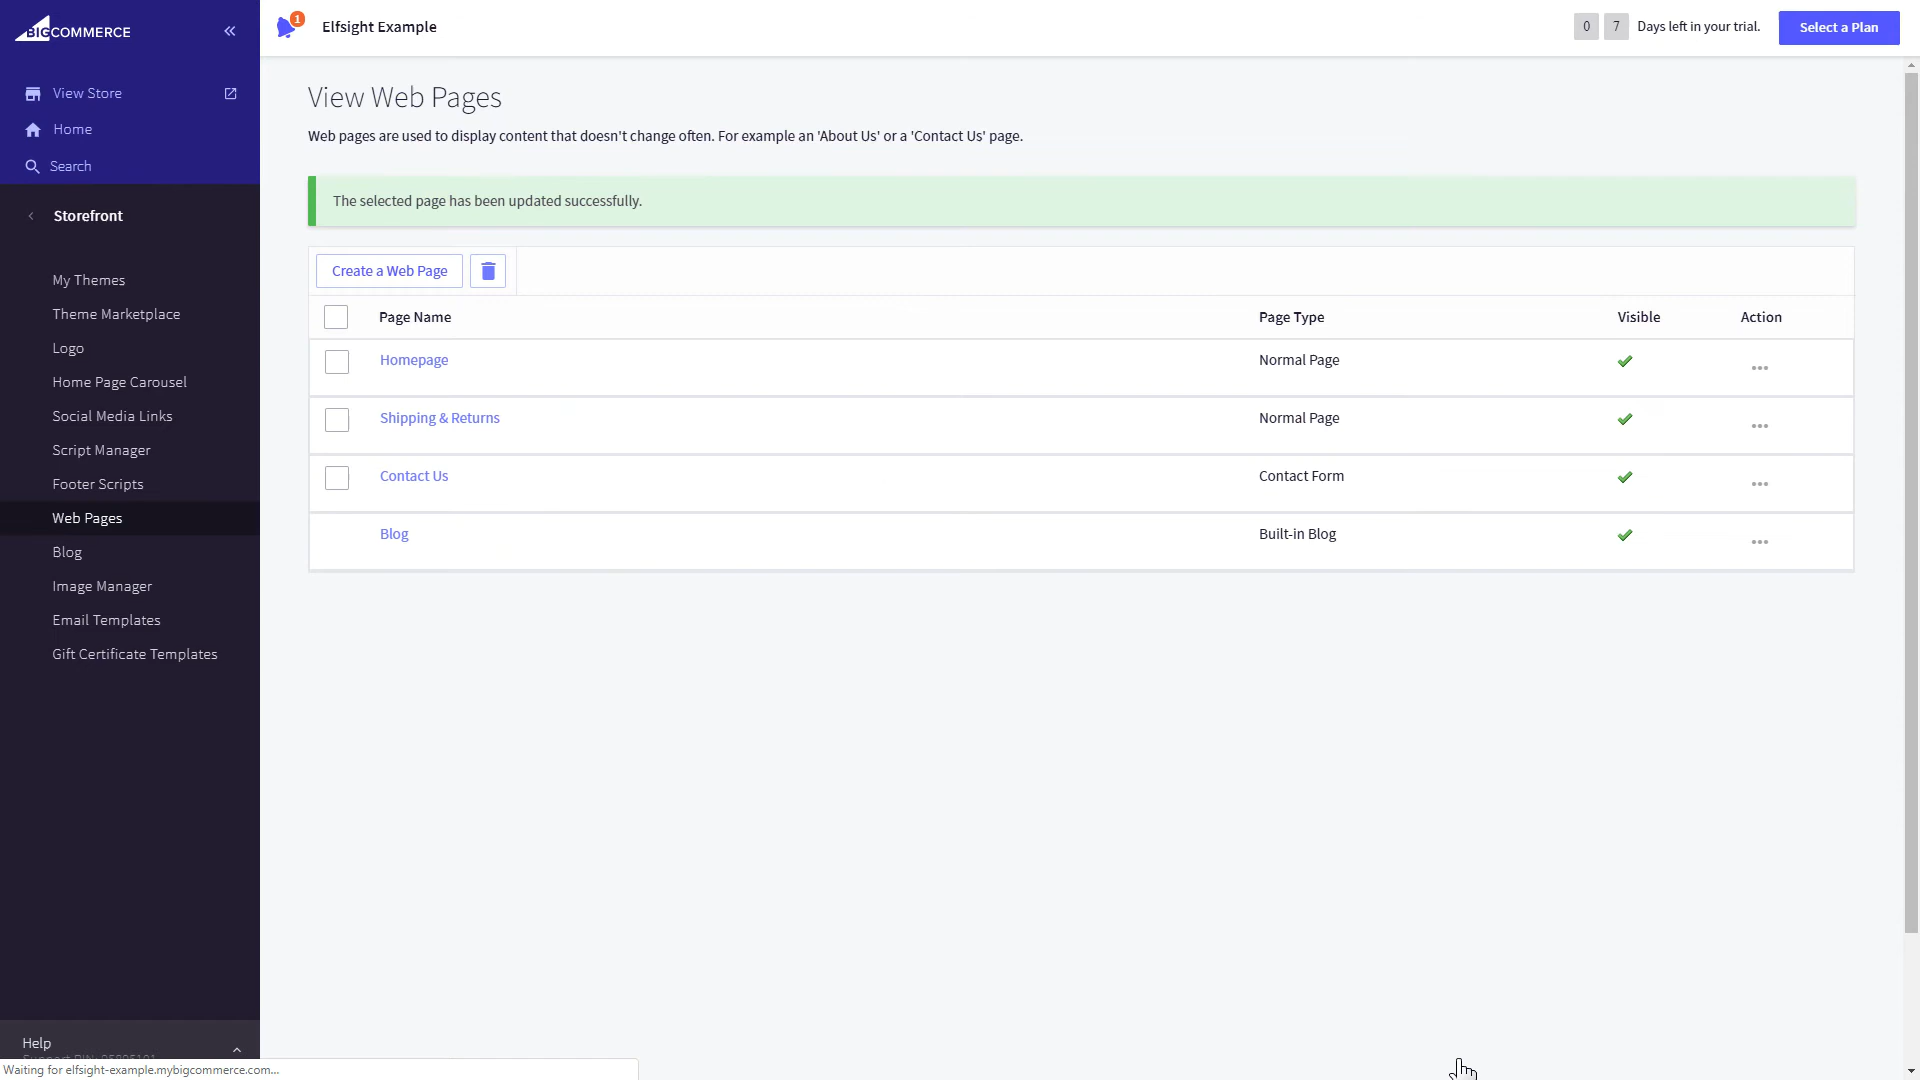 BIGCOMMERCE
1
Elfsight Example
0 7 Days left in your trial.
Select a Plan
View Store
Home
Search
Storefront
My Themes
Theme Marketplace
Logo
Home Page Carousel
Social Media Links
Script Manager
Footer Scripts
Web Pages
Blog
Image Manager
Email Templates
Gift Certificate Templates
Help
View Web Pages
Web pages are used to display content that doesn't change often. For example an 'About Us' or a 'Contact Us' page.
The selected page has been updated successfully.
Create a Web Page
Page Name Page Type Visible Action
Homepage Normal Page
Shipping & Returns Normal Page
Contact Us Contact Form
Blog Built-in Blog
Waiting for elfsight-example.mybigcommerce.com...